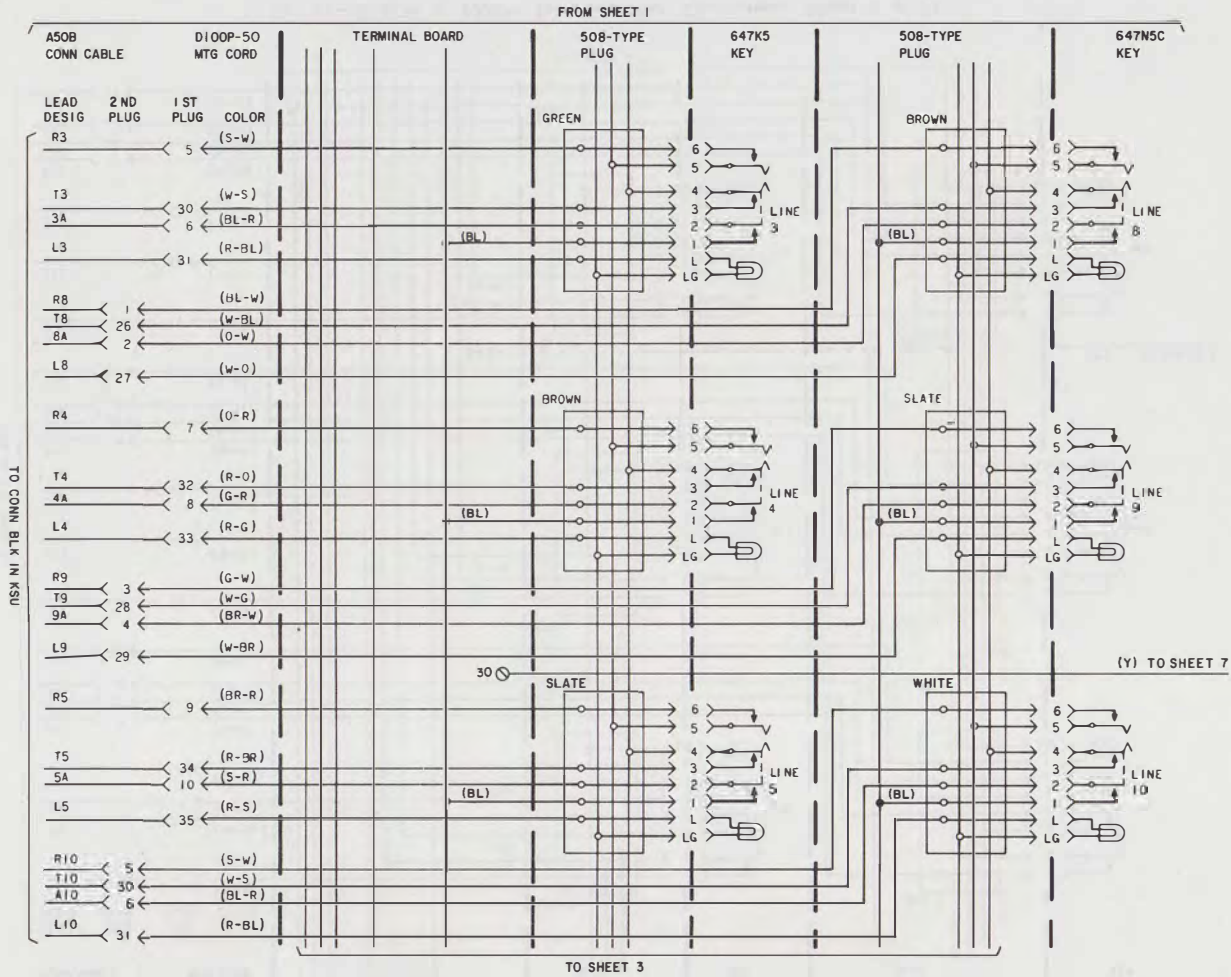 FROM SHEET 1
A50B CONN CABLE
D100P-50 MTG CORD
TERMINAL BOARD
508-TYPE PLUG
647K5 KEY
508-TYPE PLUG
647N5C KEY
LEAD DESIG
2ND PLUG
1ST PLUG
COLOR
TO CONN BLK IN KSU
R3 5 (S-W)
T3 30 (W-S)
3A 6 (BL-R)
L3 31 (R-BL)
(BL)
GREEN
6
5
4
3
2
1
L
LG
LINE 3
BROWN
(BL)
6
5
4
3
2
1
L
LG
LINE 8
R8 1 (BL-W)
T8 26 (W-BL)
8A 2 (O-W)
L8 27 (W-O)
R4 7 (O-R)
T4 32 (R-O)
4A 8 (G-R)
L4 33 (R-G)
(BL)
BROWN
6
5
4
3
2
1
L
LG
LINE 4
SLATE
(BL)
6
5
4
3
2
1
L
LG
LINE 9
R9 3 (G-W)
T9 28 (W-G)
9A 4 (BR-W)
L9 29 (W-BR)
30
(Y) TO SHEET 7
R5 9 (BR-R)
T5 34 (R-BR)
5A 10 (S-R)
L5 35 (R-S)
(BL)
SLATE
6
5
4
3
2
1
L
LG
LINE 5
WHITE
(BL)
6
5
4
3
2
1
L
LG
LINE 10
R10 5 (S-W)
T10 30 (W-S)
A10 6 (BL-R)
L10 31 (R-BL)
TO SHEET 3